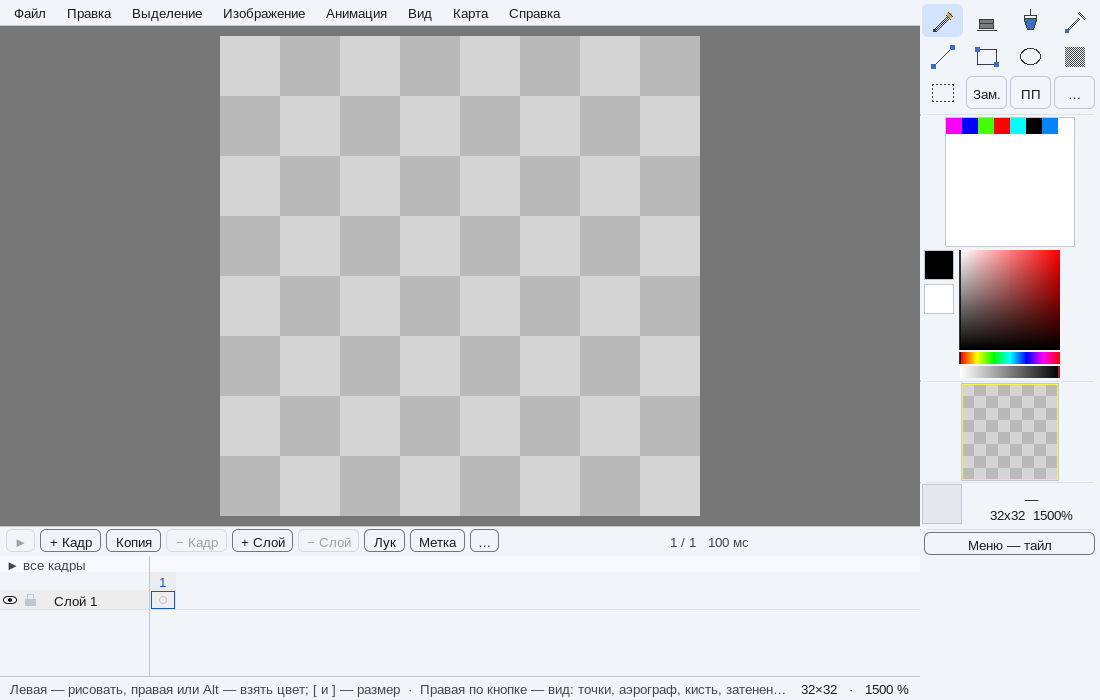 Файл Правка Выделение Изображение Анимация Вид Карта Справка
Зам. ПП …
—
32x32 1500%
Меню — тайл
► + Кадр Копия − Кадр + Слой − Слой Лук Метка … 1 / 1 100 мс
► все кадры
1
Слой 1
Левая — рисовать, правая или Alt — взять цвет; [ и ] — размер · Правая по кнопке — вид: точки, аэрограф, кисть, затенен… 32×32 · 1500 %